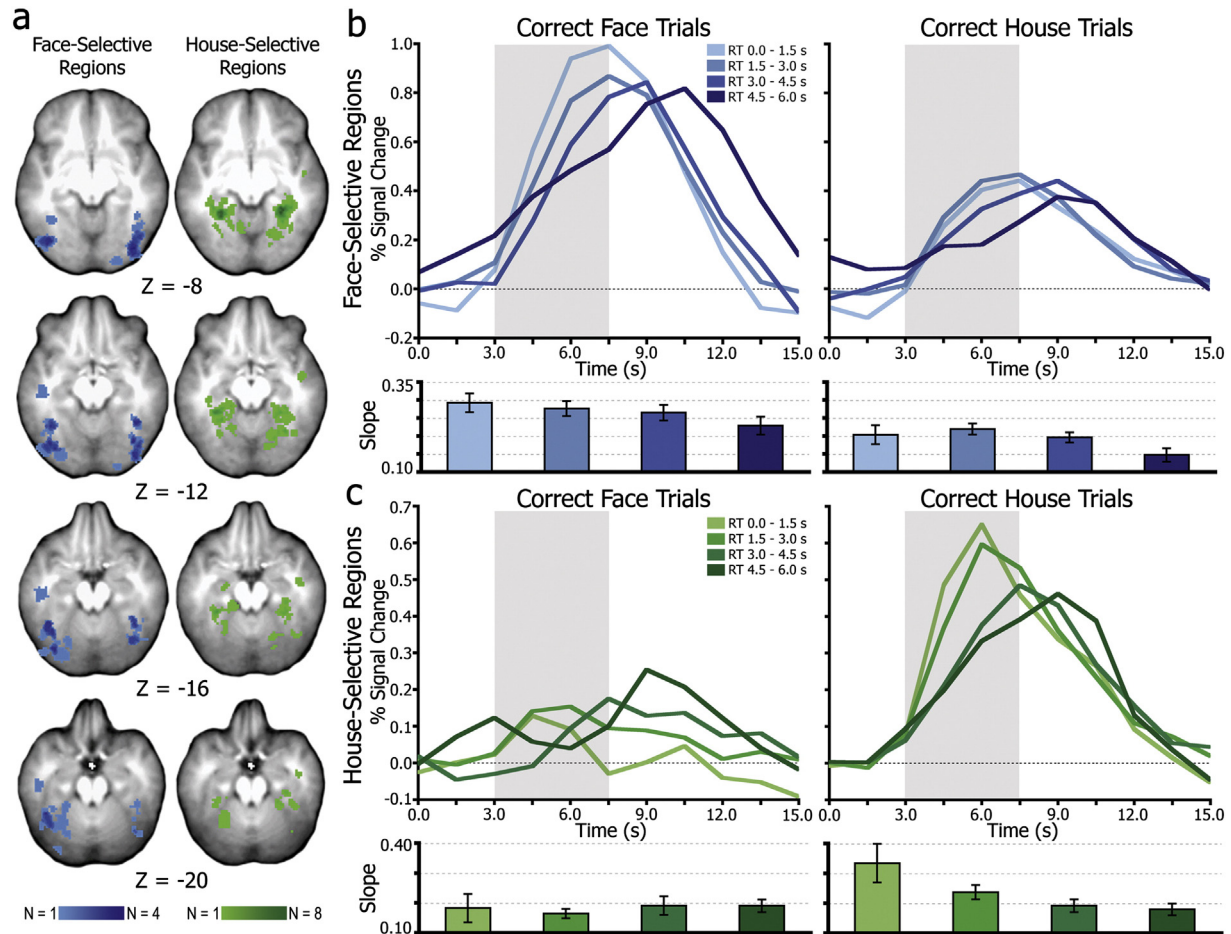 a
Face-Selective
Regions
House-Selective
Regions
Z = -8
Z = -12
Z = -16
Z = -20
N = 1
N = 4
N = 1
N = 8
b
Correct Face Trials
Correct House Trials
Face-Selective Regions
% Signal Change
1.0
0.8
0.6
0.4
0.2
0.0
-0.2
RT 0.0 - 1.5 s
RT 1.5 - 3.0 s
RT 3.0 - 4.5 s
RT 4.5 - 6.0 s
0.0 3.0 6.0 9.0 12.0 15.0
Time (s)
0.0 3.0 6.0 9.0 12.0 15.0
Time (s)
Slope
0.35
0.10
c
Correct Face Trials
Correct House Trials
House-Selective Regions
% Signal Change
0.7
0.6
0.5
0.4
0.3
0.2
0.1
0.0
-0.1
RT 0.0 - 1.5 s
RT 1.5 - 3.0 s
RT 3.0 - 4.5 s
RT 4.5 - 6.0 s
0.0 3.0 6.0 9.0 12.0 15.0
Time (s)
0.0 3.0 6.0 9.0 12.0 15.0
Time (s)
Slope
0.40
0.10